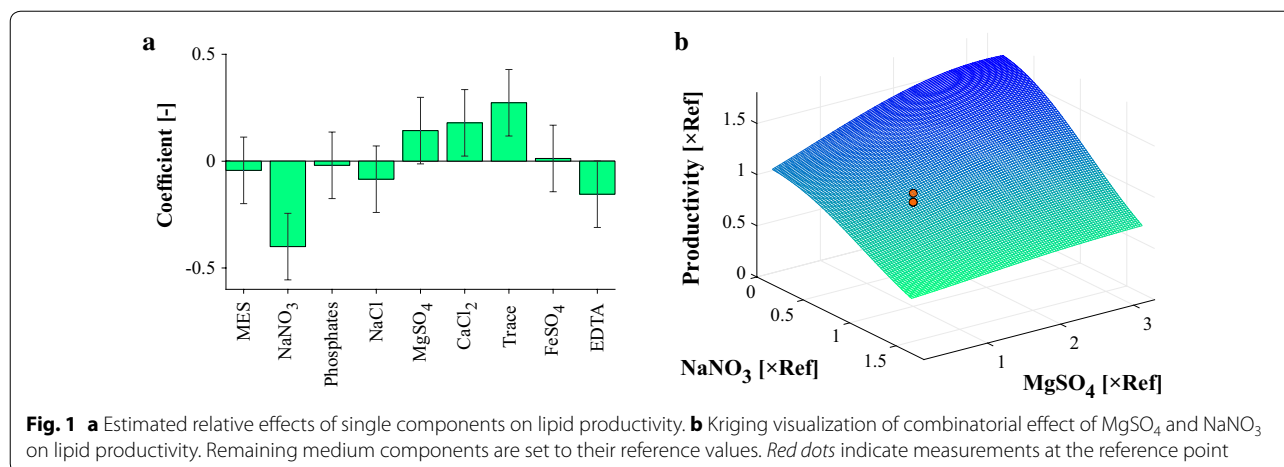 a
0.5
0
-0.5
Coefficient [-]
MES
NaNO3
Phosphates
NaCl
MgSO4
CaCl2
Trace
FeSO4
EDTA
b
Productivity [×Ref]
1.5
1
0.5
0
0
0.5
1
1.5
NaNO3 [×Ref]
1
2
3
MgSO4 [×Ref]
Fig. 1 a Estimated relative effects of single components on lipid productivity. b Kriging visualization of combinatorial effect of MgSO4 and NaNO3
on lipid productivity. Remaining medium components are set to their reference values. Red dots indicate measurements at the reference point